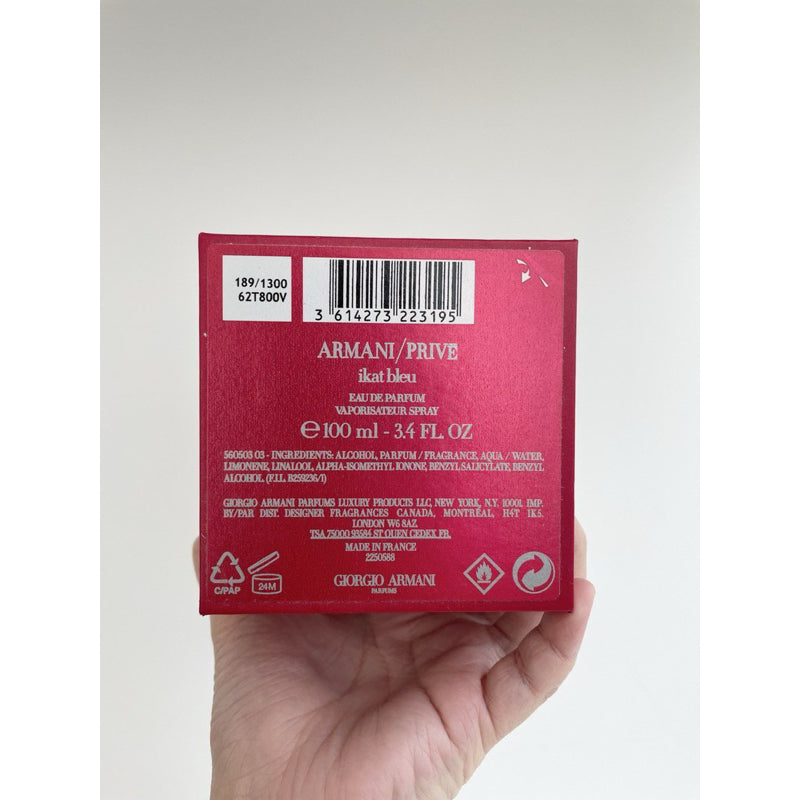 189/1300
62T800V
3 614273 223195
ARMANI/PRIVÉ
ikat bleu
EAU DE PARFUM
VAPORISATEUR SPRAY
℮ 100 ml - 3.4 FL. OZ
560503 03 - INGREDIENTS: ALCOHOL, PARFUM / FRAGRANCE, AQUA / WATER,
LIMONENE, LINALOOL, ALPHA-ISOMETHYL IONONE, BENZYL SALICYLATE, BENZYL
ALCOHOL (F.I.L. B259236/1)
GIORGIO ARMANI PARFUMS LUXURY PRODUCTS LLC, NEW YORK, N.Y. 10001. IMP.
BY/PAR DIST. DESIGNER FRAGRANCES CANADA, MONTRÉAL, H4T 1K5.
LONDON W6 8AZ
TSA 75000 93584 ST OUEN CEDEX, FR.
MADE IN FRANCE
2250588
C/PAP
24M
GIORGIO ARMANI
PARFUMS